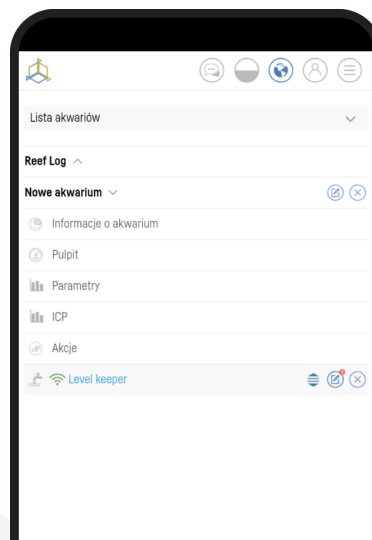 Lista akwariów
Reef Log
Nowe akwarium
Informacje o akwarium
Pulpit
Parametry
ICP
Akcje
Level keeper